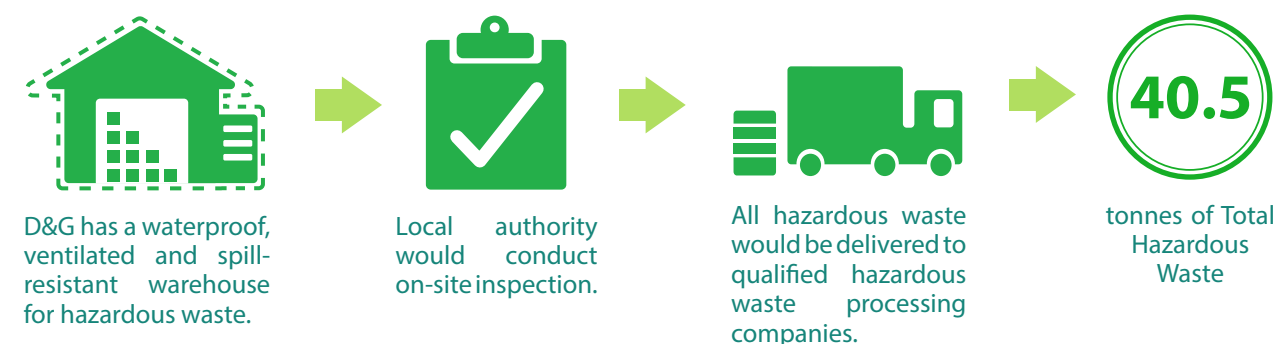 D&G has a waterproof,
ventilated and spill-
resistant warehouse
for hazardous waste.
Local authority
would conduct
on-site inspection.
All hazardous waste
would be delivered to
qualified hazardous
waste processing
companies.
40.5
tonnes of Total
Hazardous
Waste